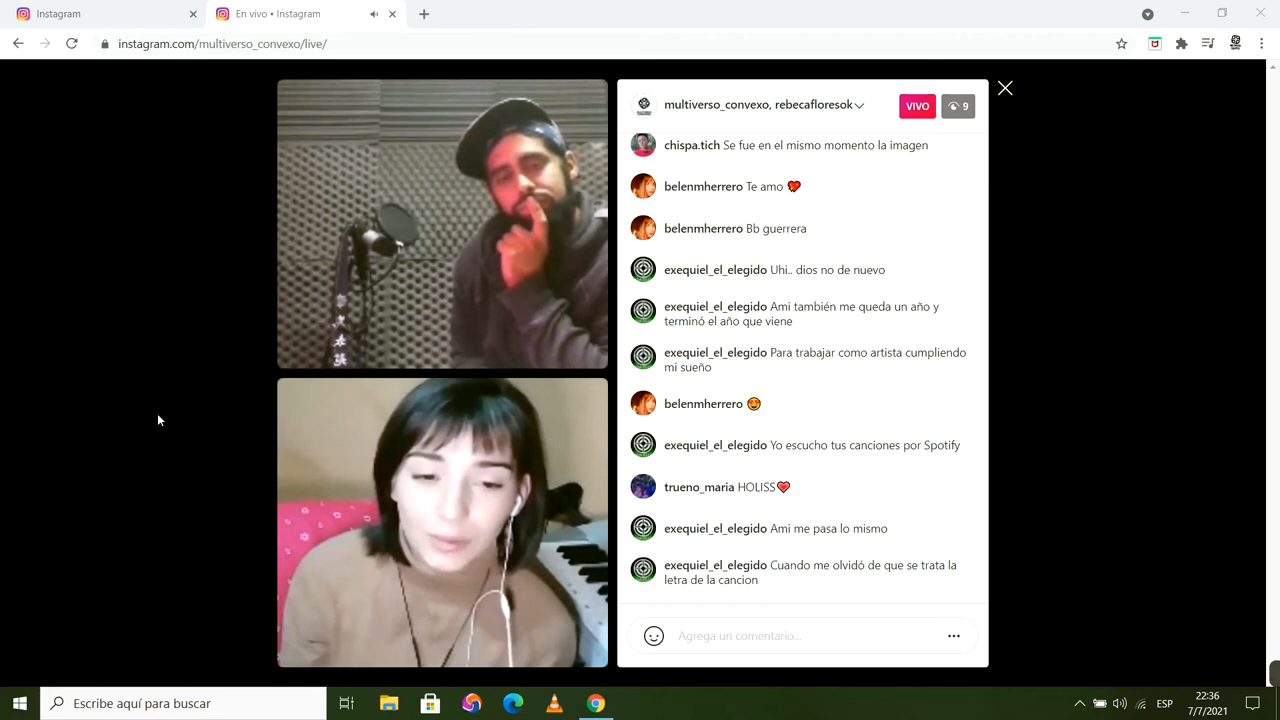 Instagram
En vivo • Instagram
instagram.com/multiverso_convexo/live/
multiverso_convexo, rebecafloresok
VIVO
9
chispa.tich Se fue en el mismo momento la imagen
belenmherrero Te amo
belenmherrero Bb guerrera
exequiel_el_elegido Uhi.. dios no de nuevo
exequiel_el_elegido Ami también me queda un año y
terminó el año que viene
exequiel_el_elegido Para trabajar como artista cumpliendo
mi sueño
belenmherrero 😍
exequiel_el_elegido Yo escucho tus canciones por Spotify
trueno_maria HOLISS
exequiel_el_elegido Ami me pasa lo mismo
exequiel_el_elegido Cuando me olvidó de que se trata la
letra de la cancion
Agrega un comentario...
Escribe aquí para buscar
ESP
22:36
7/7/2021